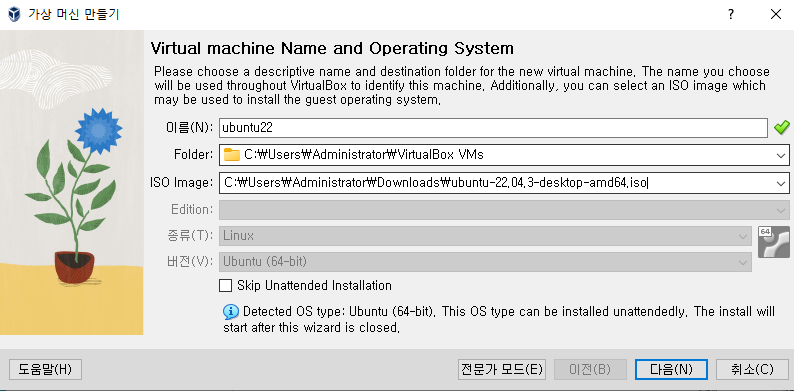 가상 머신 만들기
Virtual machine Name and Operating System
Please choose a descriptive name and destination folder for the new virtual machine. The name you choose
will be used throughout VirtualBox to identify this machine. Additionally, you can select an ISO image which
may be used to install the guest operating system.
이름(N): ubuntu22
Folder: C:₩Users₩Administrator₩VirtualBox VMs
ISO Image: C:₩Users₩Administrator₩Downloads₩ubuntu-22.04.3-desktop-amd64.iso
Edition:
종류(T): Linux
64
버전(V): Ubuntu (64-bit)
Skip Unattended Installation
Detected OS type: Ubuntu (64-bit). This OS type can be installed unattendedly. The install will
start after this wizard is closed.
도움말(H) 전문가 모드(E) 이전(B) 다음(N) 취소(C)